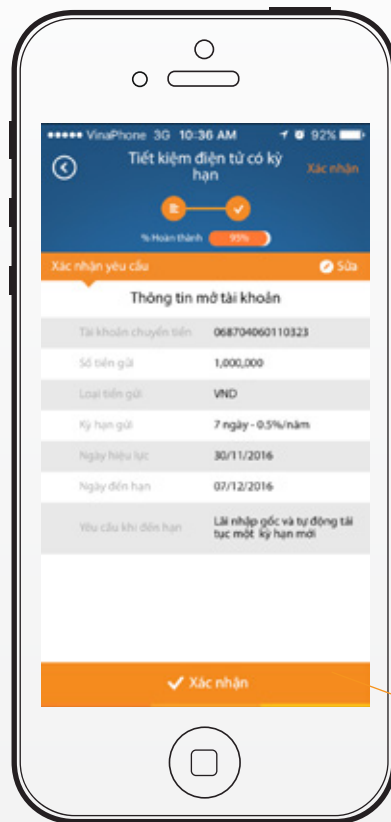 VinaPhone 3G 10:36 AM 92%
Tiết kiệm điện tử có kỳ
hạn
Xác nhận
% Hoàn thành 95%
Xác nhận yêu cầu Sửa
Thông tin mở tài khoản
Tài khoản chuyển tiền 068704060110323
Số tiền gửi 1,000,000
Loại tiền gửi VND
Kỳ hạn gửi 7 ngày - 0.5%/năm
Ngày hiệu lực 30/11/2016
Ngày đến hạn 07/12/2016
Yêu cầu khi đến hạn Lãi nhập gốc và tự động tái
tục một kỳ hạn mới
Xác nhận